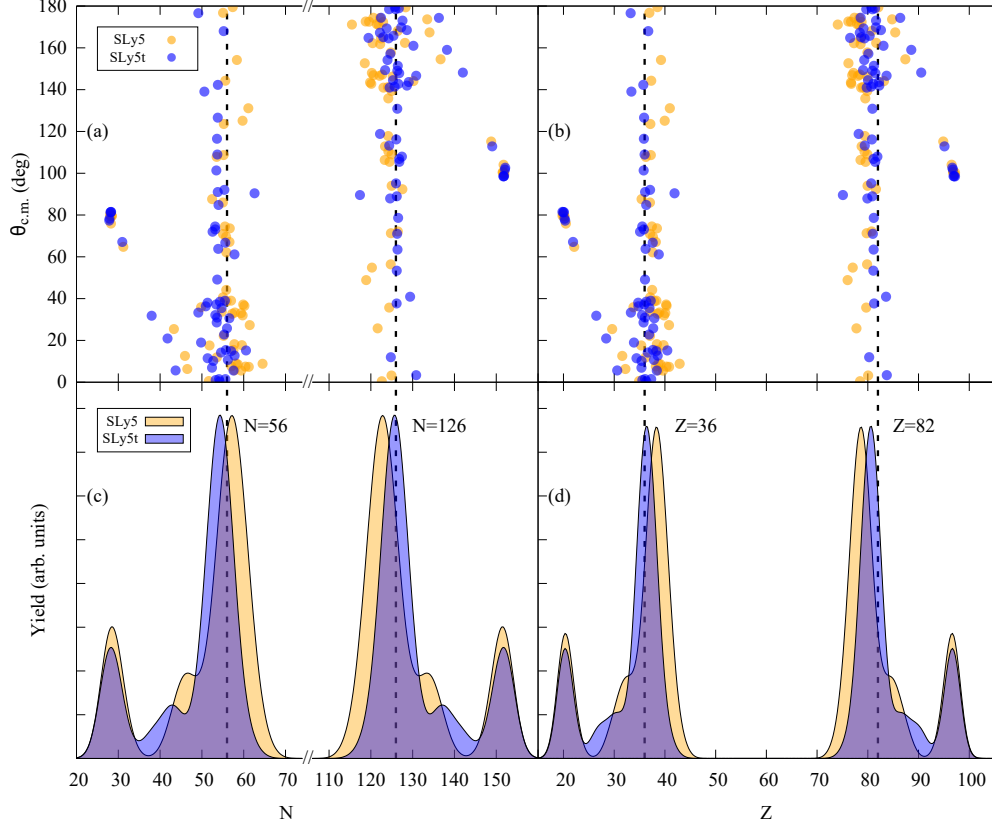 180
160
140
120
100
80
60
40
20
0
θc.m. (deg)
SLy5
SLy5t
(a)
SLy5
SLy5t
(b)
SLy5
SLy5t
N=56
N=126
(c)
Z=36
Z=82
(d)
Yield (arb. units)
20 30 40 50 60 70 // 110 120 130 140 150
20 30 40 50 60 70 80 90 100
N
Z